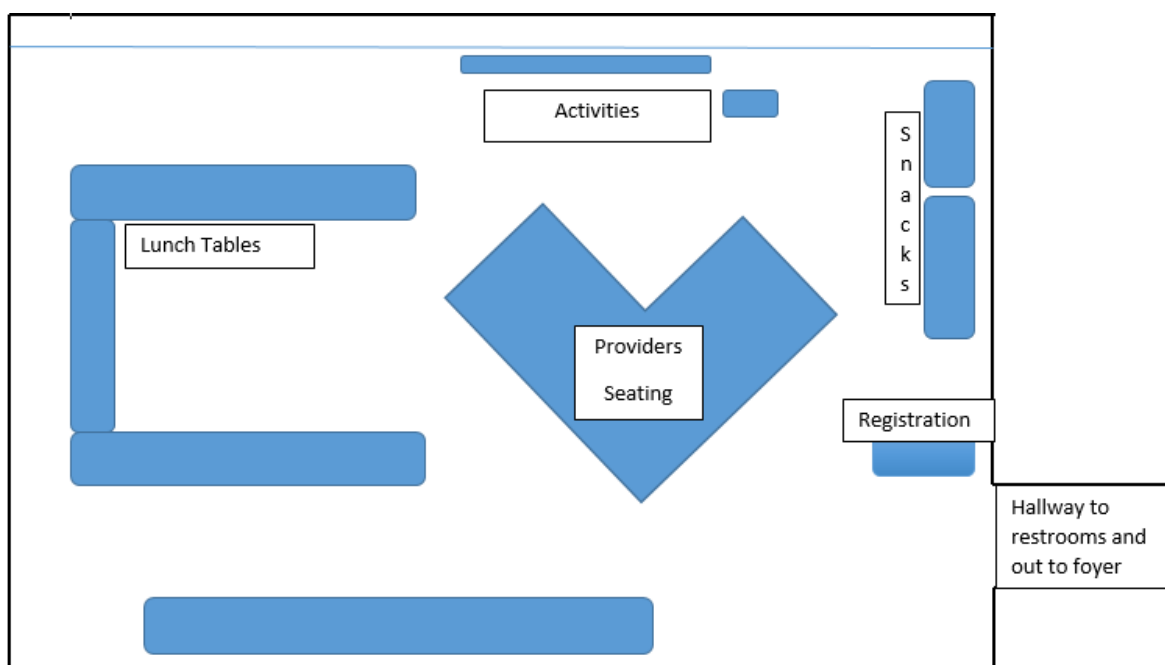 Activities
S
n
a
c
k
s
Lunch Tables
Providers
Seating
Registration
Hallway to
restrooms and
out to foyer